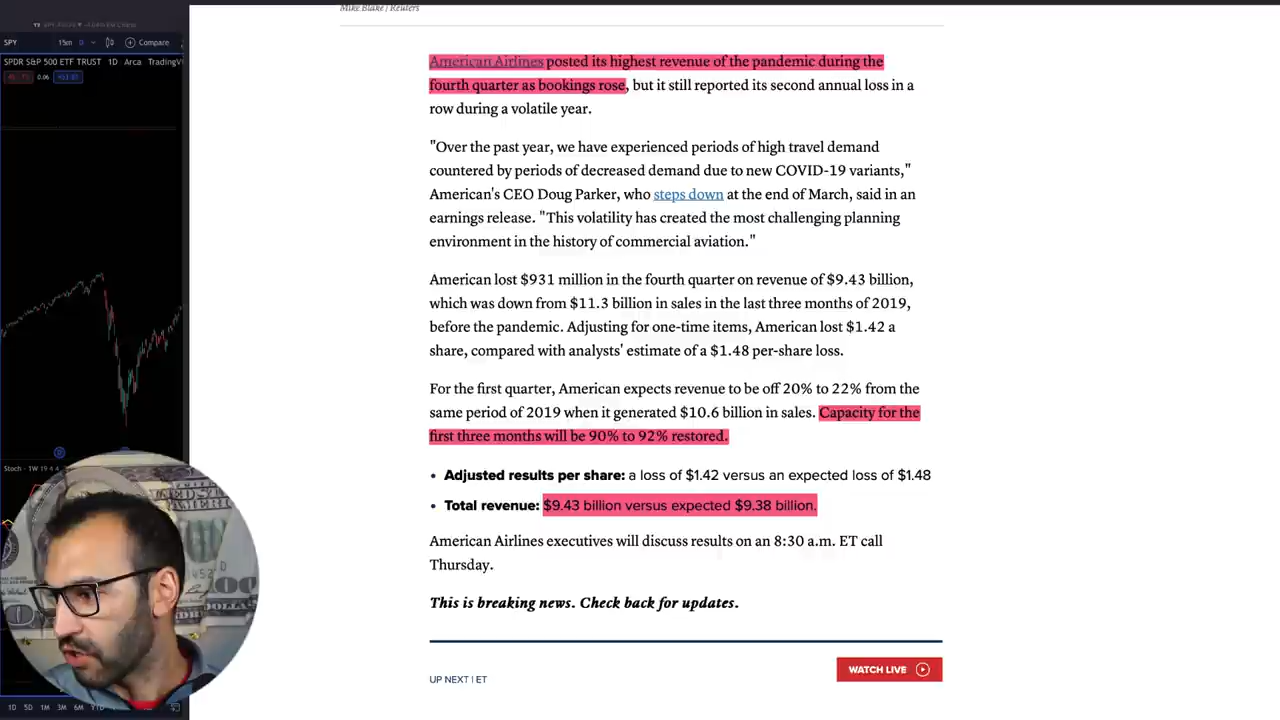 Mike Blake | Reuters
SPY
15m
D
Compare
SPDR S&P 500 ETF TRUST 1D Arca TradingV
0.06
American Airlines posted its highest revenue of the pandemic during the
fourth quarter as bookings rose, but it still reported its second annual loss in a
row during a volatile year.
"Over the past year, we have experienced periods of high travel demand
countered by periods of decreased demand due to new COVID-19 variants,"
American's CEO Doug Parker, who steps down at the end of March, said in an
earnings release. "This volatility has created the most challenging planning
environment in the history of commercial aviation."
American lost $931 million in the fourth quarter on revenue of $9.43 billion,
which was down from $11.3 billion in sales in the last three months of 2019,
before the pandemic. Adjusting for one-time items, American lost $1.42 a
share, compared with analysts' estimate of a $1.48 per-share loss.
For the first quarter, American expects revenue to be off 20% to 22% from the
same period of 2019 when it generated $10.6 billion in sales. Capacity for the
first three months will be 90% to 92% restored.
• Adjusted results per share: a loss of $1.42 versus an expected loss of $1.48
• Total revenue: $9.43 billion versus expected $9.38 billion.
American Airlines executives will discuss results on an 8:30 a.m. ET call
Thursday.
This is breaking news. Check back for updates.
WATCH LIVE
UP NEXT | ET
Stoch - 1W
1D 5D 1M 3M 6M YTD